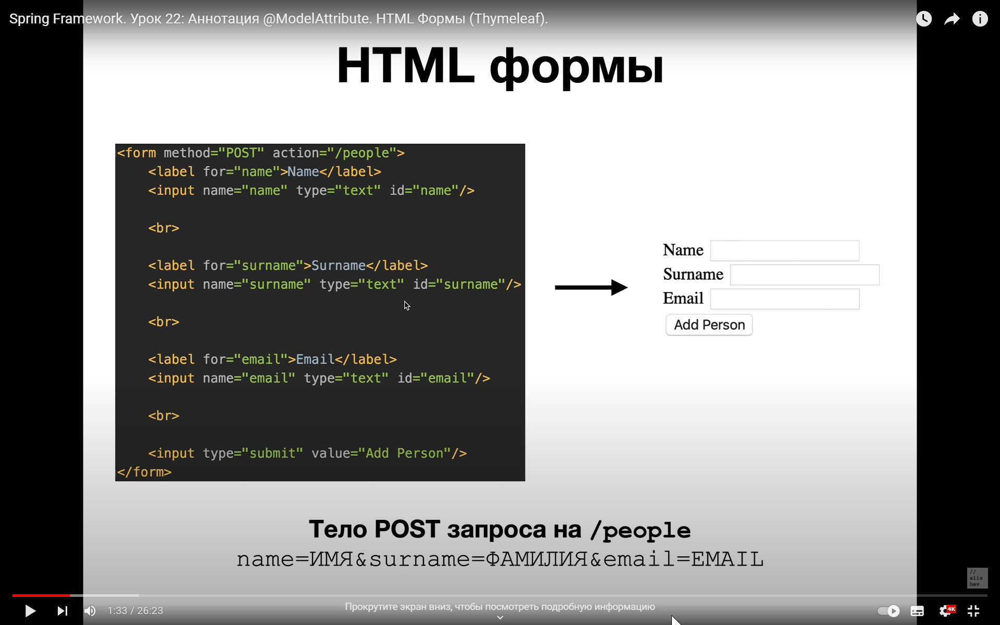 Spring Framework. Урок 22: Аннотация @ModelAttribute. HTML Формы (Thymeleaf).
HTML формы
<form method="POST" action="/people">
<label for="name">Name</label>
<input name="name" type="text" id="name"/>
<br>
<label for="surname">Surname</label>
<input name="surname" type="text" id="surname"/>
<br>
<label for="email">Email</label>
<input name="email" type="text" id="email"/>
<br>
<input type="submit" value="Add Person"/>
</form>
Name
Surname
Email
Add Person
Тело POST запроса на /people
name=ИМЯ&surname=ФАМИЛИЯ&email=EMAIL
//
alis
hev
1:33 / 26:23
Прокрутите экран вниз, чтобы посмотреть подробную информацию
4K